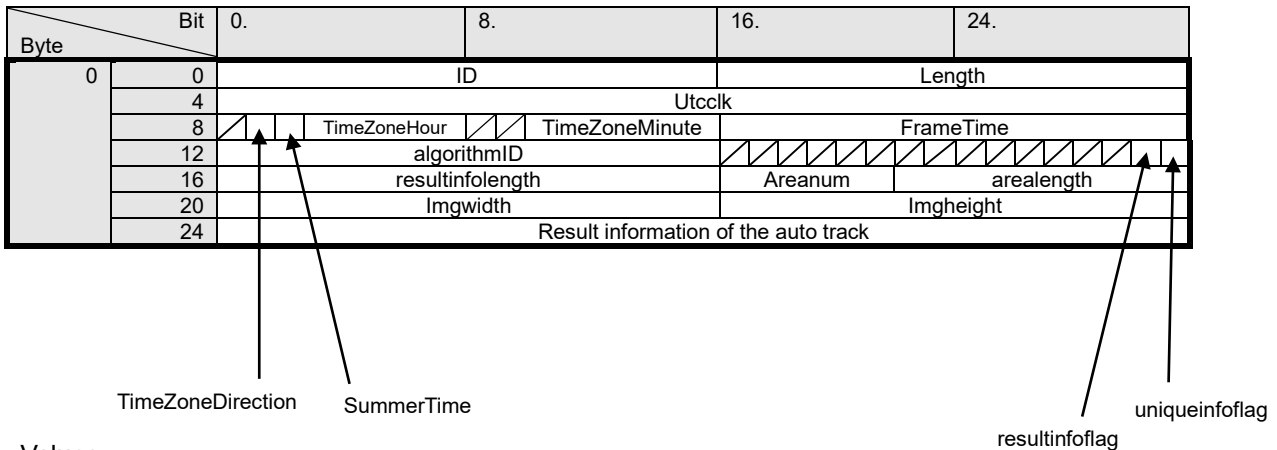 Bit 0. 8. 16. 24.
Byte
0 0 ID Length
4 Utcclk
8 TimeZoneHour TimeZoneMinute FrameTime
12 algorithmID
16 resultinfolength Areanum arealength
20 Imgwidth Imgheight
24 Result information of the auto track
TimeZoneDirection SummerTime uniqueinfoflag
resultinfoflag